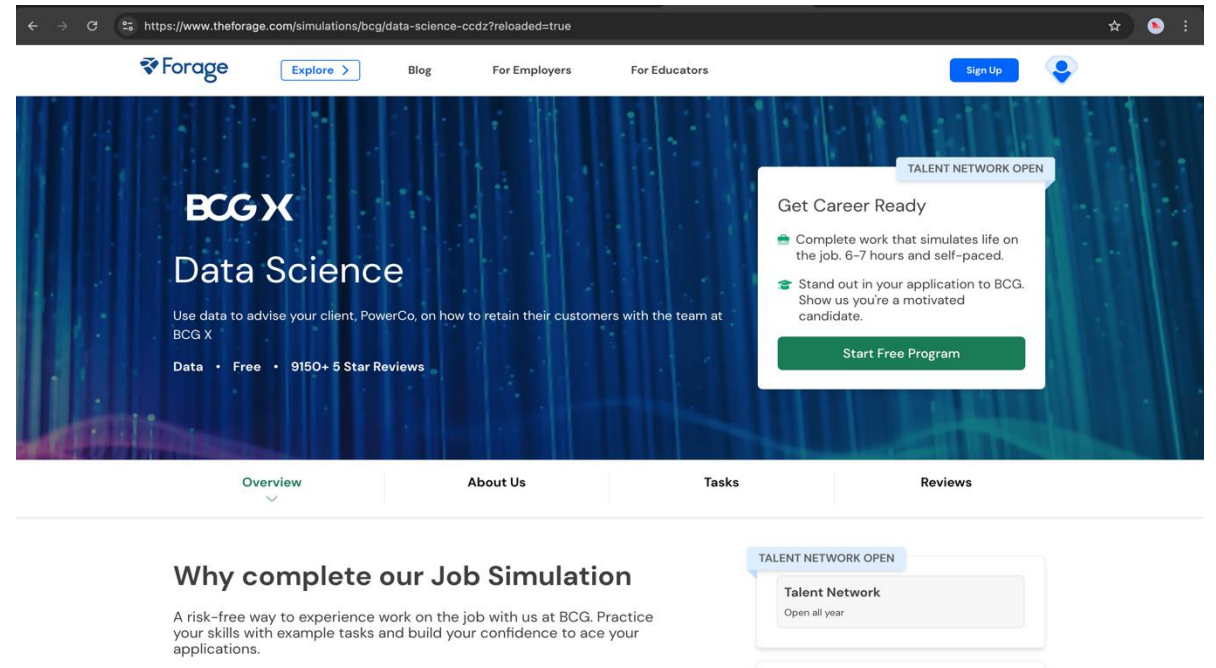 https://www.theforage.com/simulations/bcg/data-science-ccdz?reloaded=true
Forage
Explore >
Blog
For Employers
For Educators
Sign Up
TALENT NETWORK OPEN
BCG X
Data Science
Use data to advise your client, PowerCo, on how to retain their customers with the team at
BCG X
Data • Free • 9150+ 5 Star Reviews
Get Career Ready
Complete work that simulates life on
the job. 6-7 hours and self-paced.
Stand out in your application to BCG.
Show us you're a motivated
candidate.
Start Free Program
Overview
About Us
Tasks
Reviews
Why complete our Job Simulation
A risk-free way to experience work on the job with us at BCG. Practice
your skills with example tasks and build your confidence to ace your
applications.
TALENT NETWORK OPEN
Talent Network
Open all year